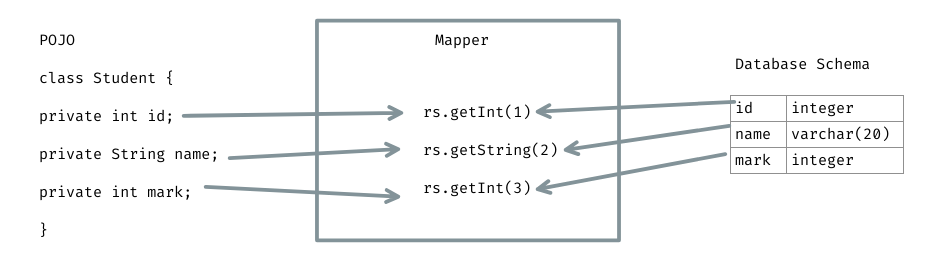 POJO
class Student {
private int id;
private String name;
private int mark;
}
Mapper
rs.getInt(1)
rs.getString(2)
rs.getInt(3)
Database Schema
id integer
name varchar(20)
mark integer